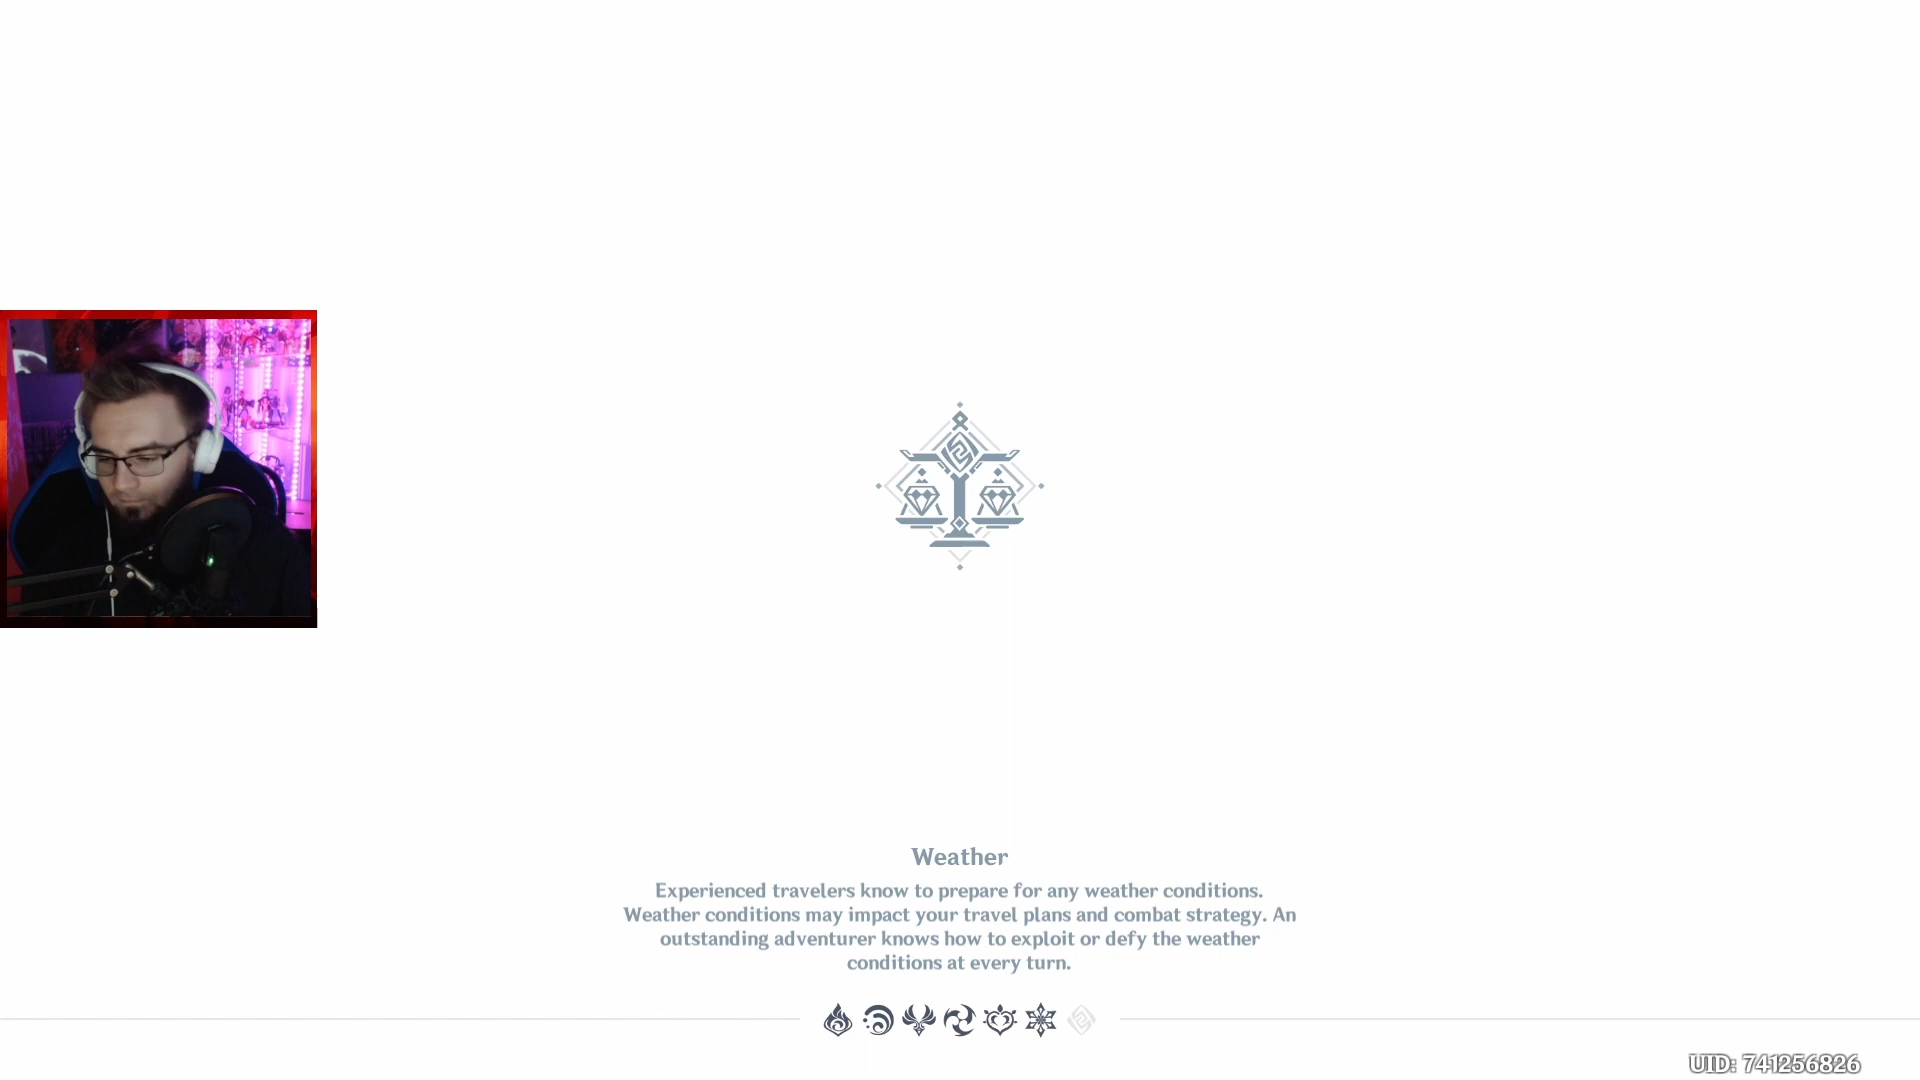 Weather
Experienced travelers know to prepare for any weather conditions.
Weather conditions may impact your travel plans and combat strategy. An
outstanding adventurer knows how to exploit or defy the weather
conditions at every turn.
UID: 741256826